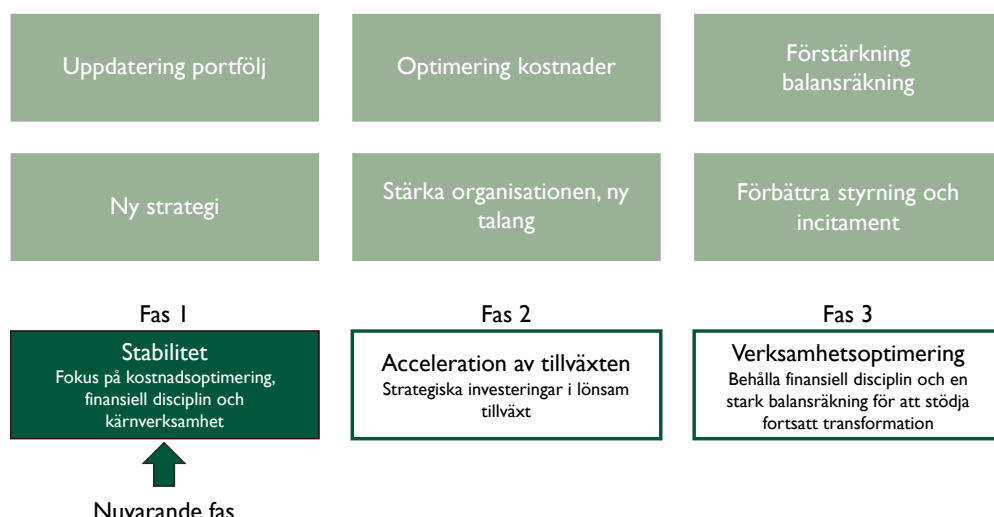 Uppdatering portfölj
Optimering kostnader
Förstärkning
balansräkning
Ny strategi
Stärka organisationen, ny
talang
Förbättra styrning och
incitament
Fas 1
Stabilitet
Fokus på kostnadsoptimering,
finansiell disciplin och
kärnverksamhet
Fas 2
Acceleration av tillväxten
Strategiska investeringar i lönsam
tillväxt
Fas 3
Verksamhetsoptimering
Behålla finansiell disciplin och en
stark balansräkning för att stödja
fortsatt transformation
Nuvarande fas